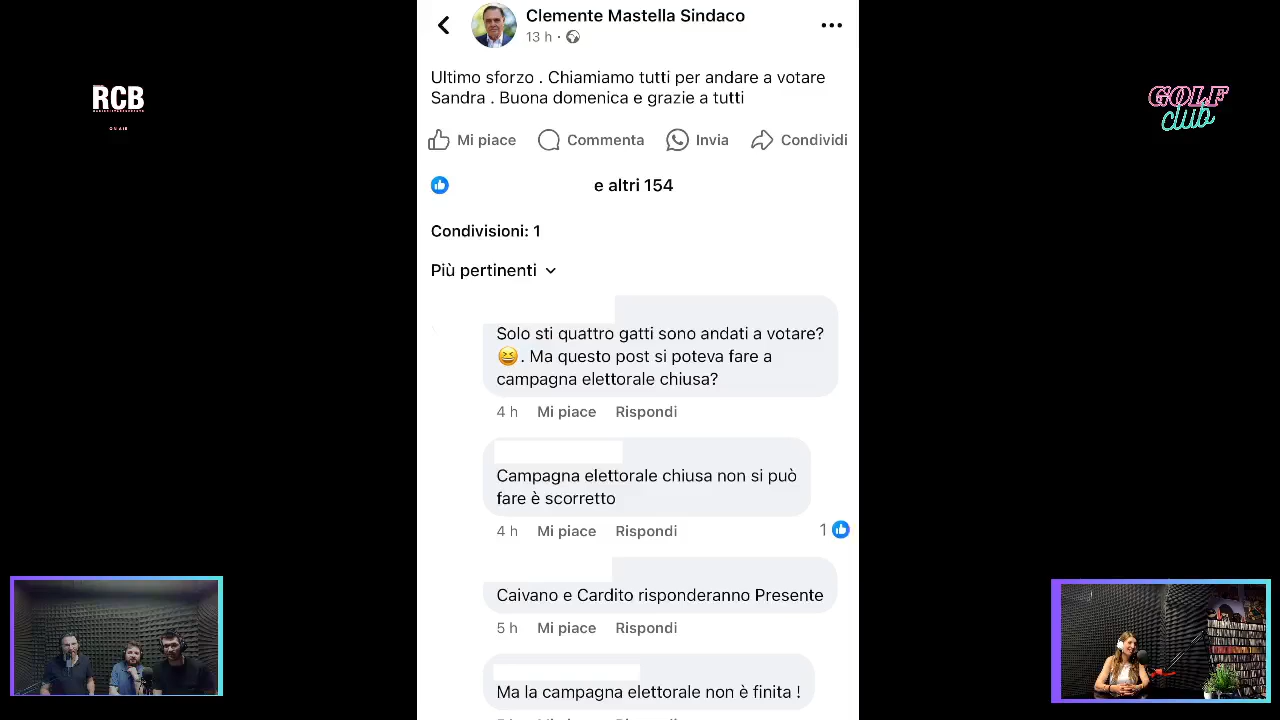 Clemente Mastella Sindaco
13 h ·
Ultimo sforzo . Chiamiamo tutti per andare a votare
Sandra . Buona domenica e grazie a tutti
Mi piace
Commenta
Invia
Condividi
e altri 154
Condivisioni: 1
Più pertinenti
Solo sti quattro gatti sono andati a votare?
😆. Ma questo post si poteva fare a
campagna elettorale chiusa?
4 h Mi piace Rispondi
Campagna elettorale chiusa non si può
fare è scorretto
4 h Mi piace Rispondi
1
Caivano e Cardito risponderanno Presente
5 h Mi piace Rispondi
Ma la campagna elettorale non è finita !
RCB
ON AIR
GOLF
club